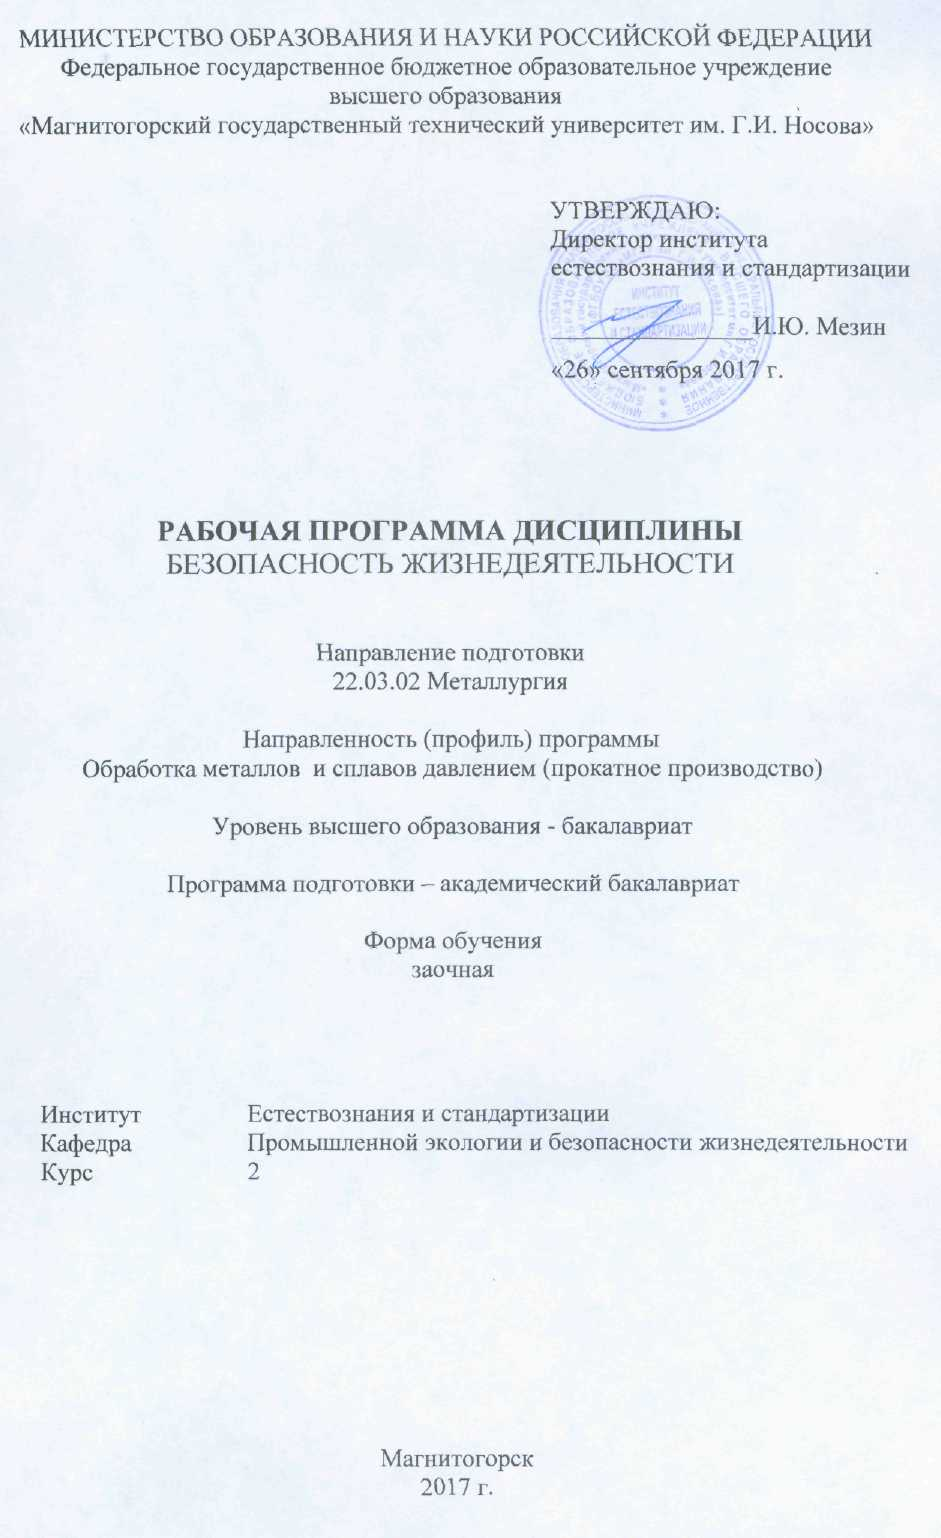 МИНИСТЕРСТВО ОБРАЗОВАНИЯ И НАУКИ РОССИЙСКОЙ ФЕДЕРАЦИИ
Федеральное государственное бюджетное образовательное учреждение
высшего образования
«Магнитогорский государственный технический университет им. Г.И. Носова»
УТВЕРЖДАЮ:
Директор института
естествознания и стандартизации
ИНСТИТУТ
ЕСТЕСТВОЗНАНИЯ
И СТАНДАРТИЗАЦИИ
И.Ю. Мезин
«26» сентября 2017 г.
РАБОЧАЯ ПРОГРАММА ДИСЦИПЛИНЫ
БЕЗОПАСНОСТЬ ЖИЗНЕДЕЯТЕЛЬНОСТИ
Направление подготовки
22.03.02 Металлургия
Направленность (профиль) программы
Обработка металлов и сплавов давлением (прокатное производство)
Уровень высшего образования - бакалавриат
Программа подготовки – академический бакалавриат
Форма обучения
заочная
Институт Естествознания и стандартизации
Кафедра Промышленной экологии и безопасности жизнедеятельности
Курс 2
Магнитогорск
2017 г.